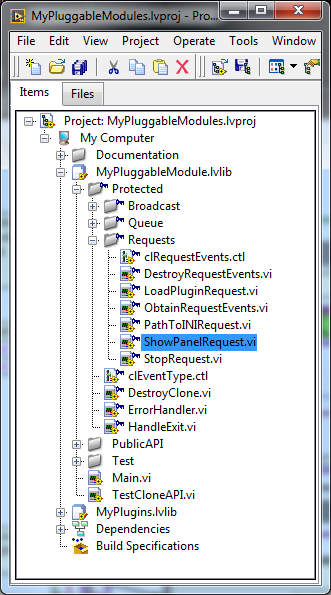 MyPluggableModules.lvproj - Pro...
File Edit View Project Operate Tools Window
Items Files
Project: MyPluggableModules.lvproj
My Computer
Documentation
MyPluggableModule.lvlib
Protected
Broadcast
Queue
Requests
clRequestEvents.ctl
DestroyRequestEvents.vi
LoadPluginRequest.vi
ObtainRequestEvents.vi
PathToINIRequest.vi
ShowPanelRequest.vi
StopRequest.vi
clEventType.ctl
DestroyClone.vi
ErrorHandler.vi
HandleExit.vi
PublicAPI
Test
Main.vi
TestCloneAPI.vi
MyPlugins.lvlib
Dependencies
Build Specifications